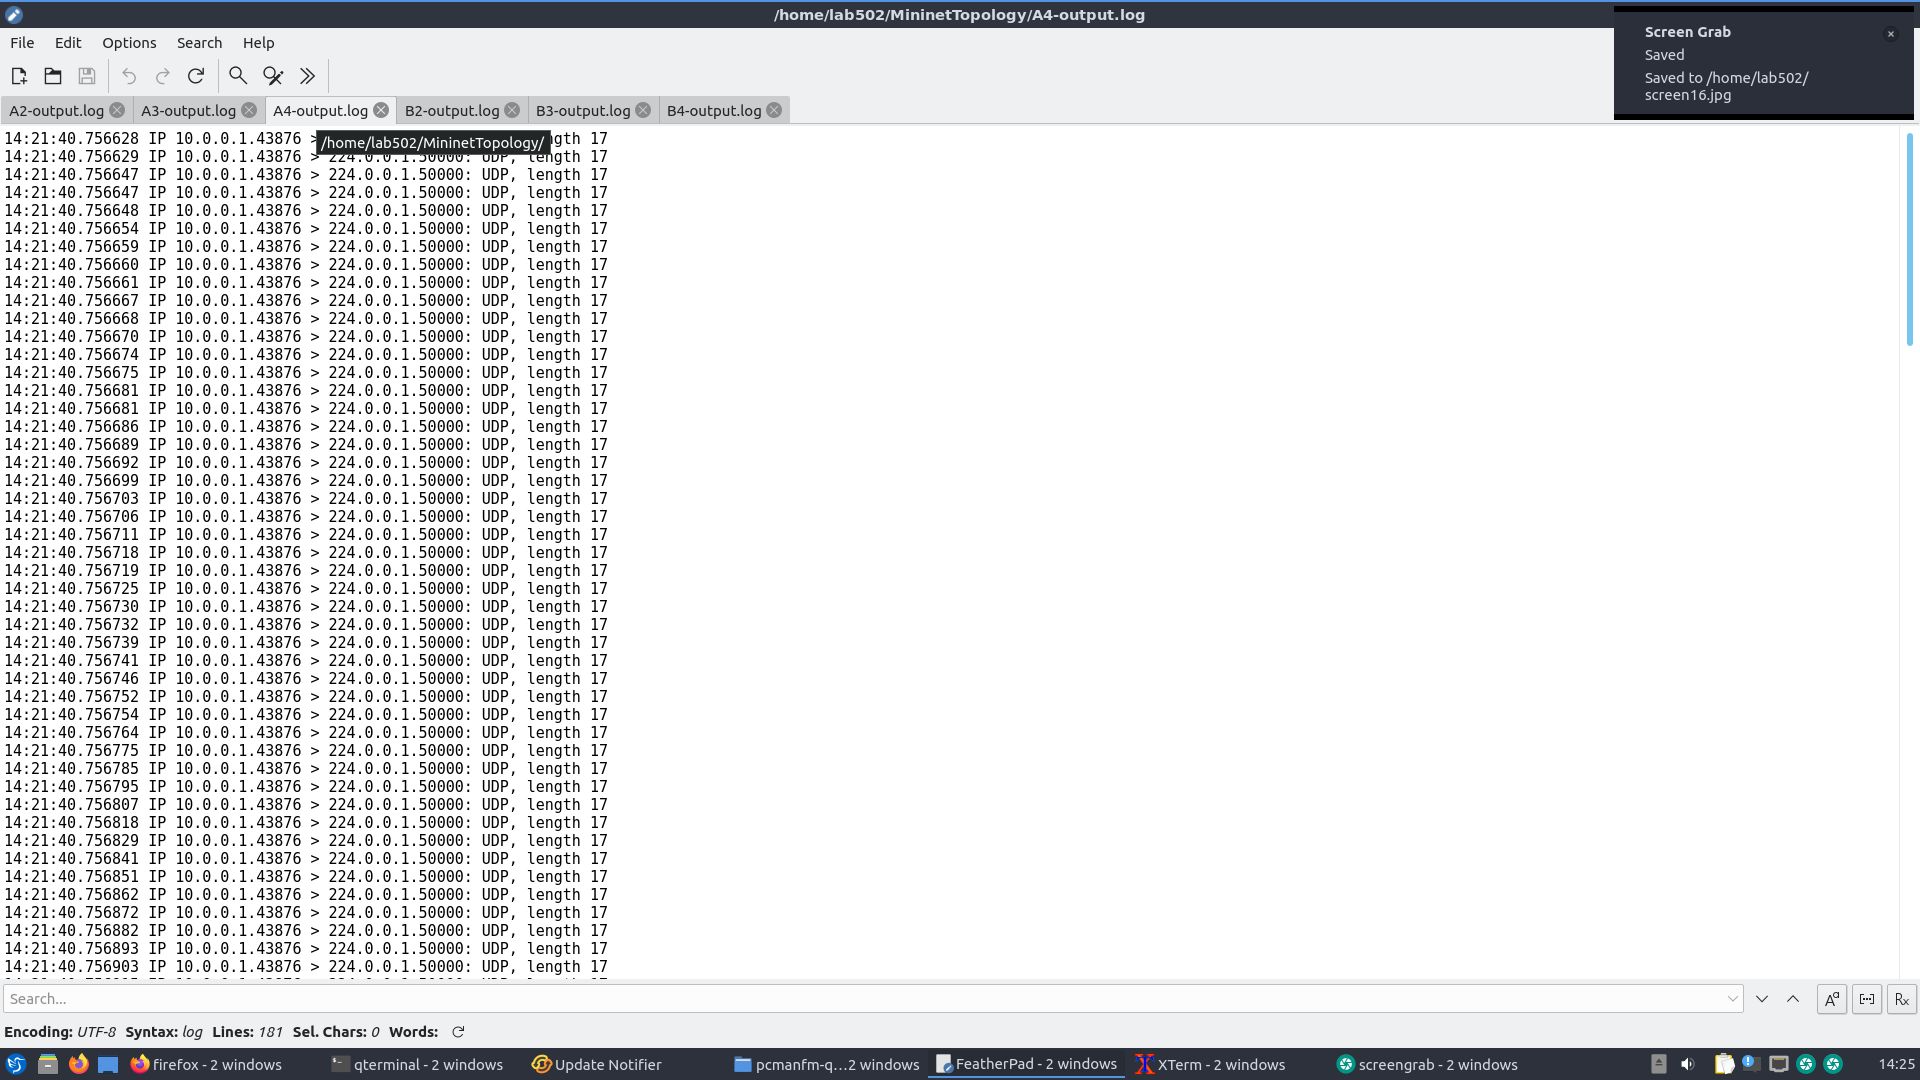 /home/lab502/MininetTopology/A4-output.log
File Edit Options Search Help
Screen Grab
Saved
Saved to /home/lab502/
screen16.jpg
A2-output.log A3-output.log A4-output.log B2-output.log B3-output.log B4-output.log
/home/lab502/MininetTopology/
14:21:40.756628 IP 10.0.0.1.43876 > ngth 17
14:21:40.756629 IP 10.0.0.1.43876 > 224.0.0.1.50000: UDP, length 17
14:21:40.756647 IP 10.0.0.1.43876 > 224.0.0.1.50000: UDP, length 17
14:21:40.756647 IP 10.0.0.1.43876 > 224.0.0.1.50000: UDP, length 17
14:21:40.756648 IP 10.0.0.1.43876 > 224.0.0.1.50000: UDP, length 17
14:21:40.756654 IP 10.0.0.1.43876 > 224.0.0.1.50000: UDP, length 17
14:21:40.756659 IP 10.0.0.1.43876 > 224.0.0.1.50000: UDP, length 17
14:21:40.756660 IP 10.0.0.1.43876 > 224.0.0.1.50000: UDP, length 17
14:21:40.756661 IP 10.0.0.1.43876 > 224.0.0.1.50000: UDP, length 17
14:21:40.756667 IP 10.0.0.1.43876 > 224.0.0.1.50000: UDP, length 17
14:21:40.756668 IP 10.0.0.1.43876 > 224.0.0.1.50000: UDP, length 17
14:21:40.756670 IP 10.0.0.1.43876 > 224.0.0.1.50000: UDP, length 17
14:21:40.756674 IP 10.0.0.1.43876 > 224.0.0.1.50000: UDP, length 17
14:21:40.756675 IP 10.0.0.1.43876 > 224.0.0.1.50000: UDP, length 17
14:21:40.756681 IP 10.0.0.1.43876 > 224.0.0.1.50000: UDP, length 17
14:21:40.756681 IP 10.0.0.1.43876 > 224.0.0.1.50000: UDP, length 17
14:21:40.756686 IP 10.0.0.1.43876 > 224.0.0.1.50000: UDP, length 17
14:21:40.756689 IP 10.0.0.1.43876 > 224.0.0.1.50000: UDP, length 17
14:21:40.756692 IP 10.0.0.1.43876 > 224.0.0.1.50000: UDP, length 17
14:21:40.756699 IP 10.0.0.1.43876 > 224.0.0.1.50000: UDP, length 17
14:21:40.756703 IP 10.0.0.1.43876 > 224.0.0.1.50000: UDP, length 17
14:21:40.756706 IP 10.0.0.1.43876 > 224.0.0.1.50000: UDP, length 17
14:21:40.756711 IP 10.0.0.1.43876 > 224.0.0.1.50000: UDP, length 17
14:21:40.756718 IP 10.0.0.1.43876 > 224.0.0.1.50000: UDP, length 17
14:21:40.756719 IP 10.0.0.1.43876 > 224.0.0.1.50000: UDP, length 17
14:21:40.756725 IP 10.0.0.1.43876 > 224.0.0.1.50000: UDP, length 17
14:21:40.756730 IP 10.0.0.1.43876 > 224.0.0.1.50000: UDP, length 17
14:21:40.756732 IP 10.0.0.1.43876 > 224.0.0.1.50000: UDP, length 17
14:21:40.756739 IP 10.0.0.1.43876 > 224.0.0.1.50000: UDP, length 17
14:21:40.756741 IP 10.0.0.1.43876 > 224.0.0.1.50000: UDP, length 17
14:21:40.756746 IP 10.0.0.1.43876 > 224.0.0.1.50000: UDP, length 17
14:21:40.756752 IP 10.0.0.1.43876 > 224.0.0.1.50000: UDP, length 17
14:21:40.756754 IP 10.0.0.1.43876 > 224.0.0.1.50000: UDP, length 17
14:21:40.756764 IP 10.0.0.1.43876 > 224.0.0.1.50000: UDP, length 17
14:21:40.756775 IP 10.0.0.1.43876 > 224.0.0.1.50000: UDP, length 17
14:21:40.756785 IP 10.0.0.1.43876 > 224.0.0.1.50000: UDP, length 17
14:21:40.756795 IP 10.0.0.1.43876 > 224.0.0.1.50000: UDP, length 17
14:21:40.756807 IP 10.0.0.1.43876 > 224.0.0.1.50000: UDP, length 17
14:21:40.756818 IP 10.0.0.1.43876 > 224.0.0.1.50000: UDP, length 17
14:21:40.756829 IP 10.0.0.1.43876 > 224.0.0.1.50000: UDP, length 17
14:21:40.756841 IP 10.0.0.1.43876 > 224.0.0.1.50000: UDP, length 17
14:21:40.756851 IP 10.0.0.1.43876 > 224.0.0.1.50000: UDP, length 17
14:21:40.756862 IP 10.0.0.1.43876 > 224.0.0.1.50000: UDP, length 17
14:21:40.756872 IP 10.0.0.1.43876 > 224.0.0.1.50000: UDP, length 17
14:21:40.756882 IP 10.0.0.1.43876 > 224.0.0.1.50000: UDP, length 17
14:21:40.756893 IP 10.0.0.1.43876 > 224.0.0.1.50000: UDP, length 17
14:21:40.756903 IP 10.0.0.1.43876 > 224.0.0.1.50000: UDP, length 17
Search...
Encoding: UTF-8 Syntax: log Lines: 181 Sel. Chars: 0 Words:
firefox - 2 windows qterminal - 2 windows Update Notifier pcmanfm-q...2 windows FeatherPad - 2 windows XTerm - 2 windows screengrab - 2 windows 14:25